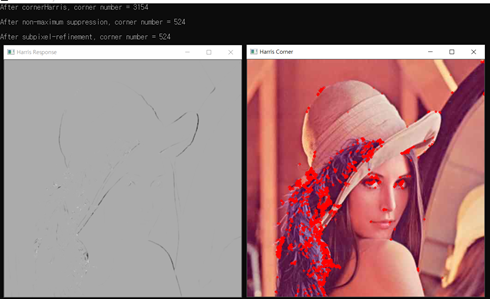 After cornerHarris, corner number = 3154
After non-maximum suppression, corner number = 524
After subpixel-refinement, corner number = 524
Harris Response
Harris Corner